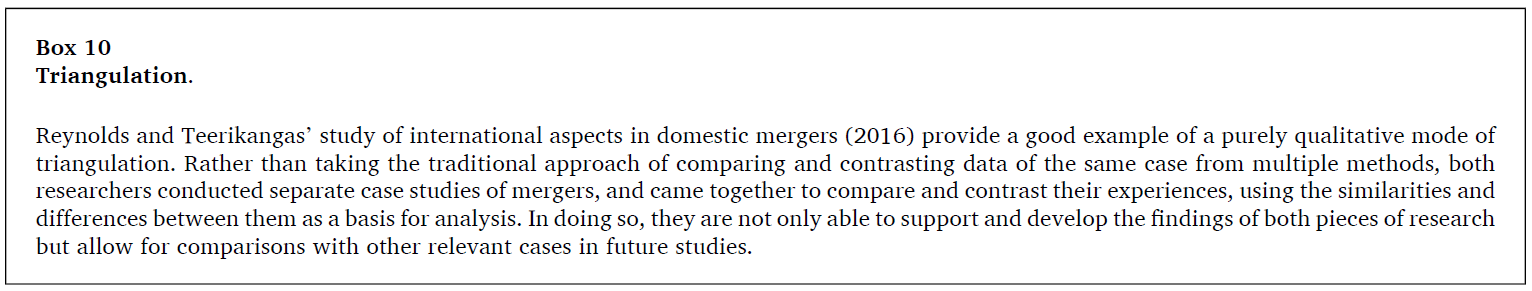 Box 10
Triangulation.
Reynolds and Teerikangas’ study of international aspects in domestic mergers (2016) provide a good example of a purely qualitative mode of
triangulation. Rather than taking the traditional approach of comparing and contrasting data of the same case from multiple methods, both
researchers conducted separate case studies of mergers, and came together to compare and contrast their experiences, using the similarities and
differences between them as a basis for analysis. In doing so, they are not only able to support and develop the findings of both pieces of research
but allow for comparisons with other relevant cases in future studies.